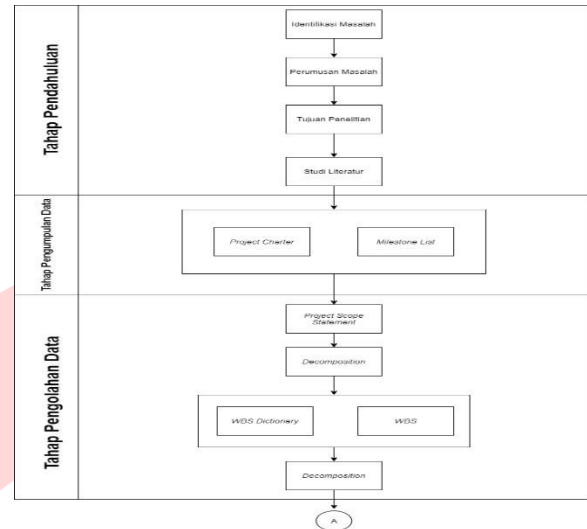 Tahap Pendahuluan
Identifikasi Masalah
Perumusan Masalah
Tujuan Penelitian
Studi Literatur
Tahap Pengumpulan Data
Project Charter
Milestone List
Tahap Pengolahan Data
Project Scope
Statement
Decomposition
WBS Dictionary
WBS
Decomposition
A